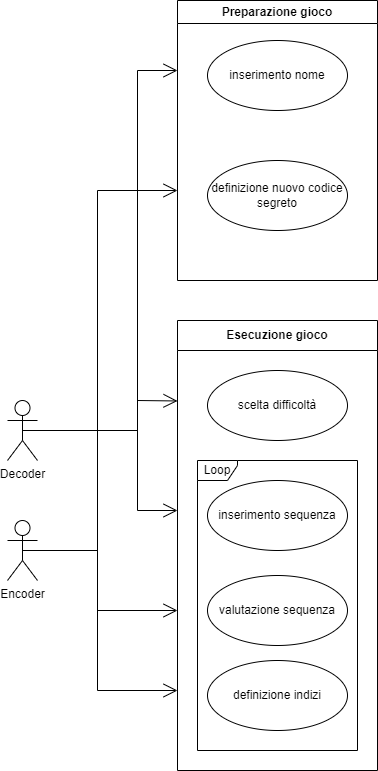 Preparazione gioco
inserimento nome
definizione nuovo codice
segreto
Esecuzione gioco
scelta difficoltà
Decoder
Loop
inserimento sequenza
Encoder
valutazione sequenza
definizione indizi